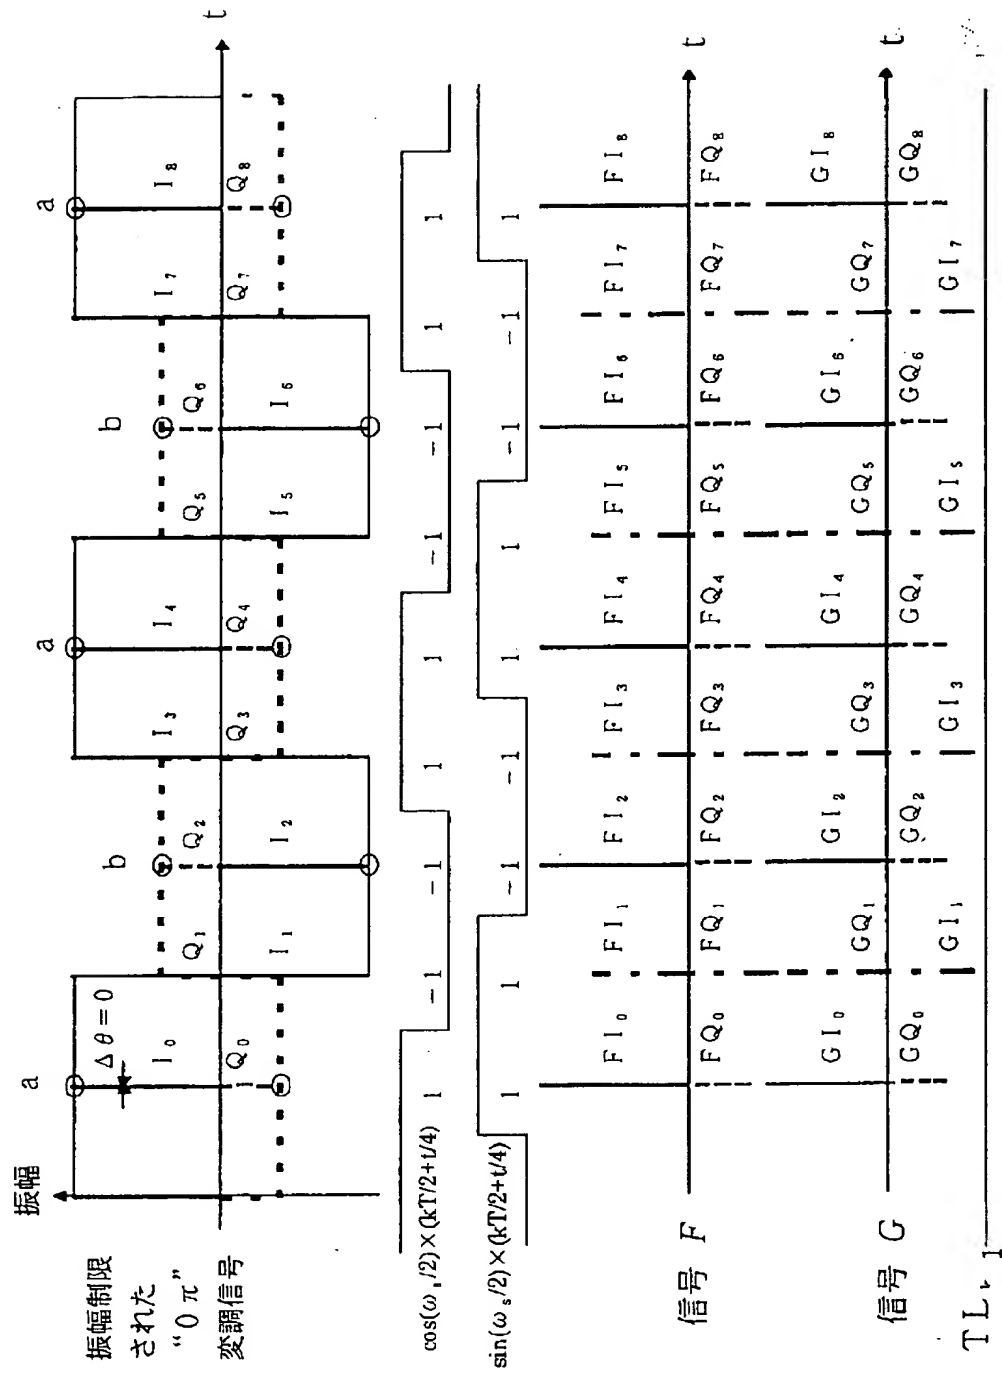 振幅
振幅制限
された
“0 π”
変調信号
a b a b a
t
Δθ=0
I₀ I₁ I₂ I₃ I₄ I₅ I₆ I₇ I₈
Q₀ Q₁ Q₂ Q₃ Q₄ Q₅ Q₆ Q₇ Q₈
cos(ωₛ/2)×(kT/2+t/4)
1 -1 -1 1 1 -1 -1 1 1
sin(ωₛ/2)×(kT/2+t/4)
1 1 -1 -1 1 1 -1 -1 1
信号 F
FI₀ FI₁ FI₂ FI₃ FI₄ FI₅ FI₆ FI₇ FI₈
t
FQ₀ FQ₁ FQ₂ FQ₃ FQ₄ FQ₅ FQ₆ FQ₇ FQ₈
信号 G
GI₀ GQ₁ GI₂ GQ₃ GI₄ GQ₅ GI₆ GQ₇ GI₈
t
GQ₀ GI₁ GQ₂ GI₃ GQ₄ GI₅ GQ₆ GI₇ GQ₈